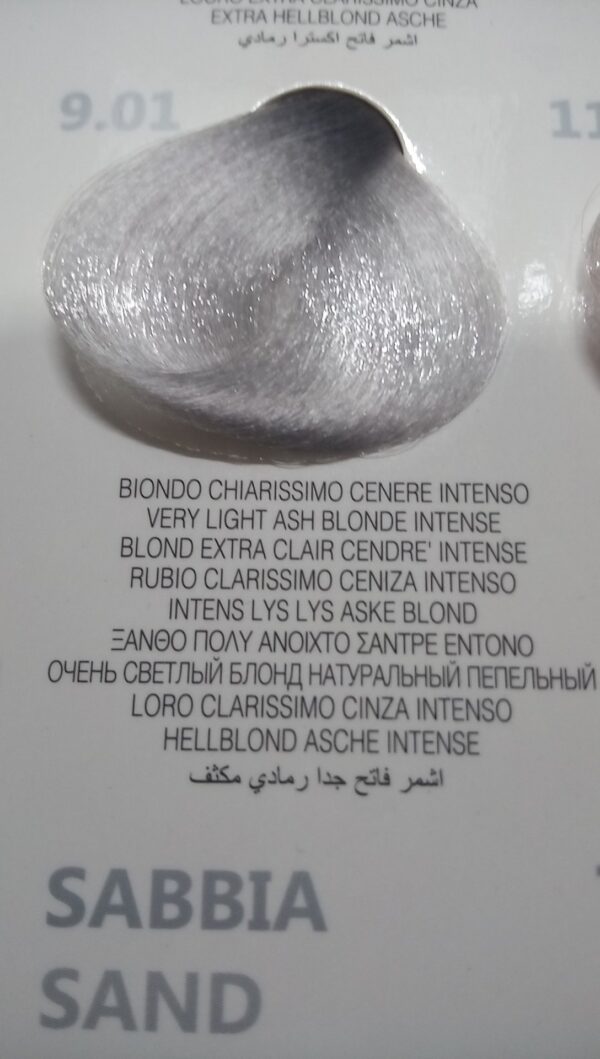 EXTRA HELLBLOND ASCHE
اشمر فاتح اكسترا رمادي
9.01
11
BIONDO CHIARISSIMO CENERE INTENSO
VERY LIGHT ASH BLONDE INTENSE
BLOND EXTRA CLAIR CENDRE' INTENSE
RUBIO CLARISSIMO CENIZA INTENSO
INTENS LYS LYS ASKE BLOND
ΞΑΝΘΟ ΠΟΛΥ ΑΝΟΙΧΤΟ ΣΑΝΤΡΕ ΕΝΤΟΝΟ
ОЧЕНЬ СВЕТЛЫЙ БЛОНД НАТУРАЛЬНЫЙ ПЕПЕЛЬНЫЙ
LORO CLARISSIMO CINZA INTENSO
HELLBLOND ASCHE INTENSE
اشمر فاتح جدا رمادي مكثف
SABBIA
SAND